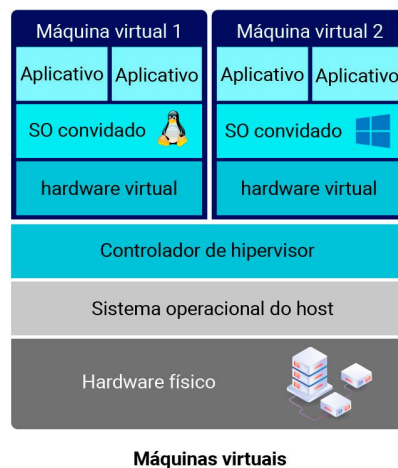 Máquina virtual 1
Máquina virtual 2
Aplicativo
Aplicativo
Aplicativo
Aplicativo
SO convidado
SO convidado
hardware virtual
hardware virtual
Controlador de hipervisor
Sistema operacional do host
Hardware físico
Máquinas virtuais